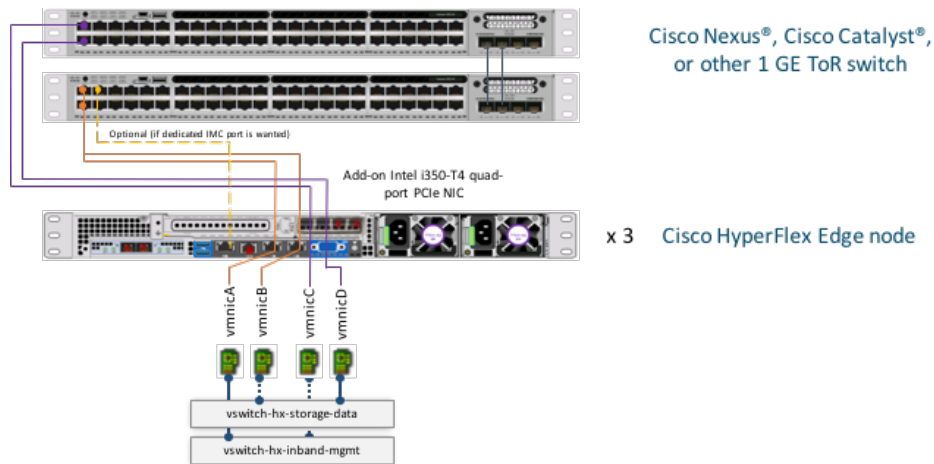 Cisco Nexus®, Cisco Catalyst®,
or other 1 GE ToR switch
Optional (if dedicated IMC port is wanted)
Add-on Intel i350-T4 quad-
port PCIe NIC
x 3
Cisco HyperFlex Edge node
vmnicA
vmnicB
vmnicC
vmnicD
vswitch-hx-storage-data
vswitch-hx-inband-mgmt